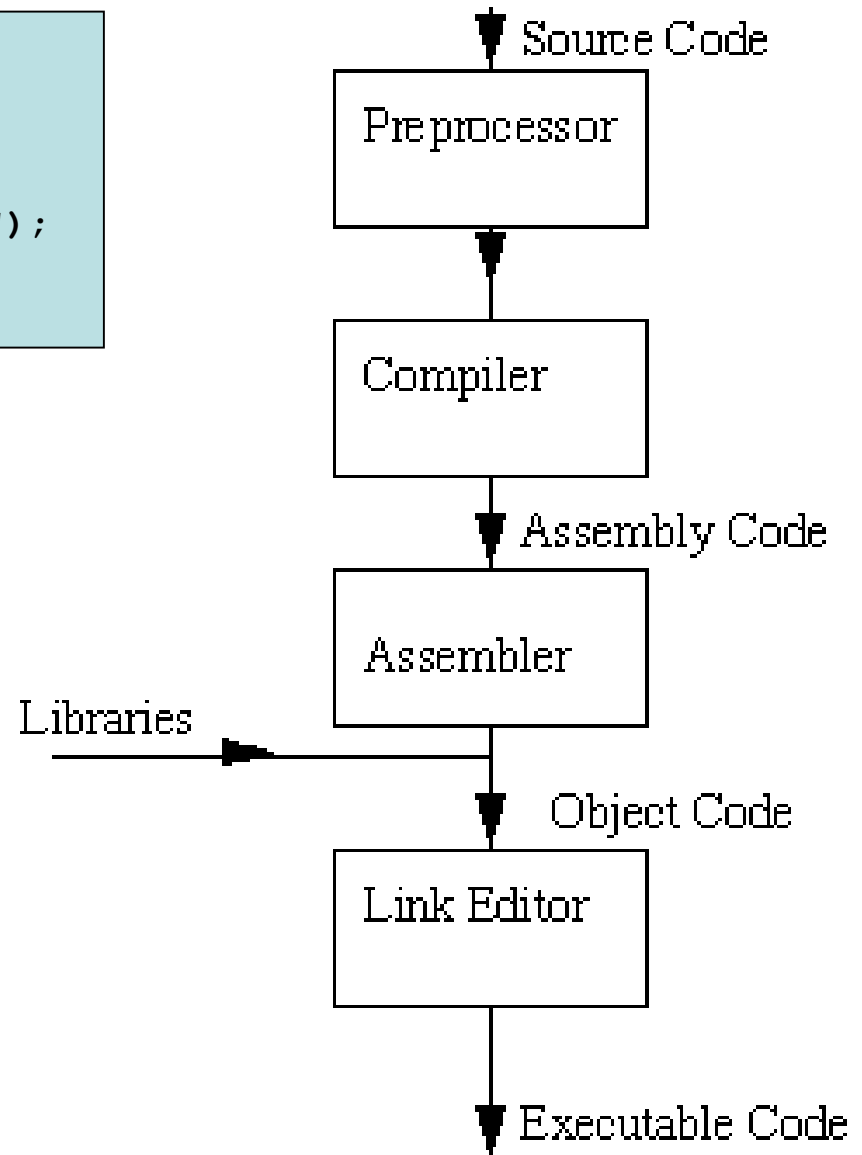 ");
Source Code
Preprocessor
Compiler
Assembly Code
Assembler
Libraries
Object Code
Link Editor
Executable Code